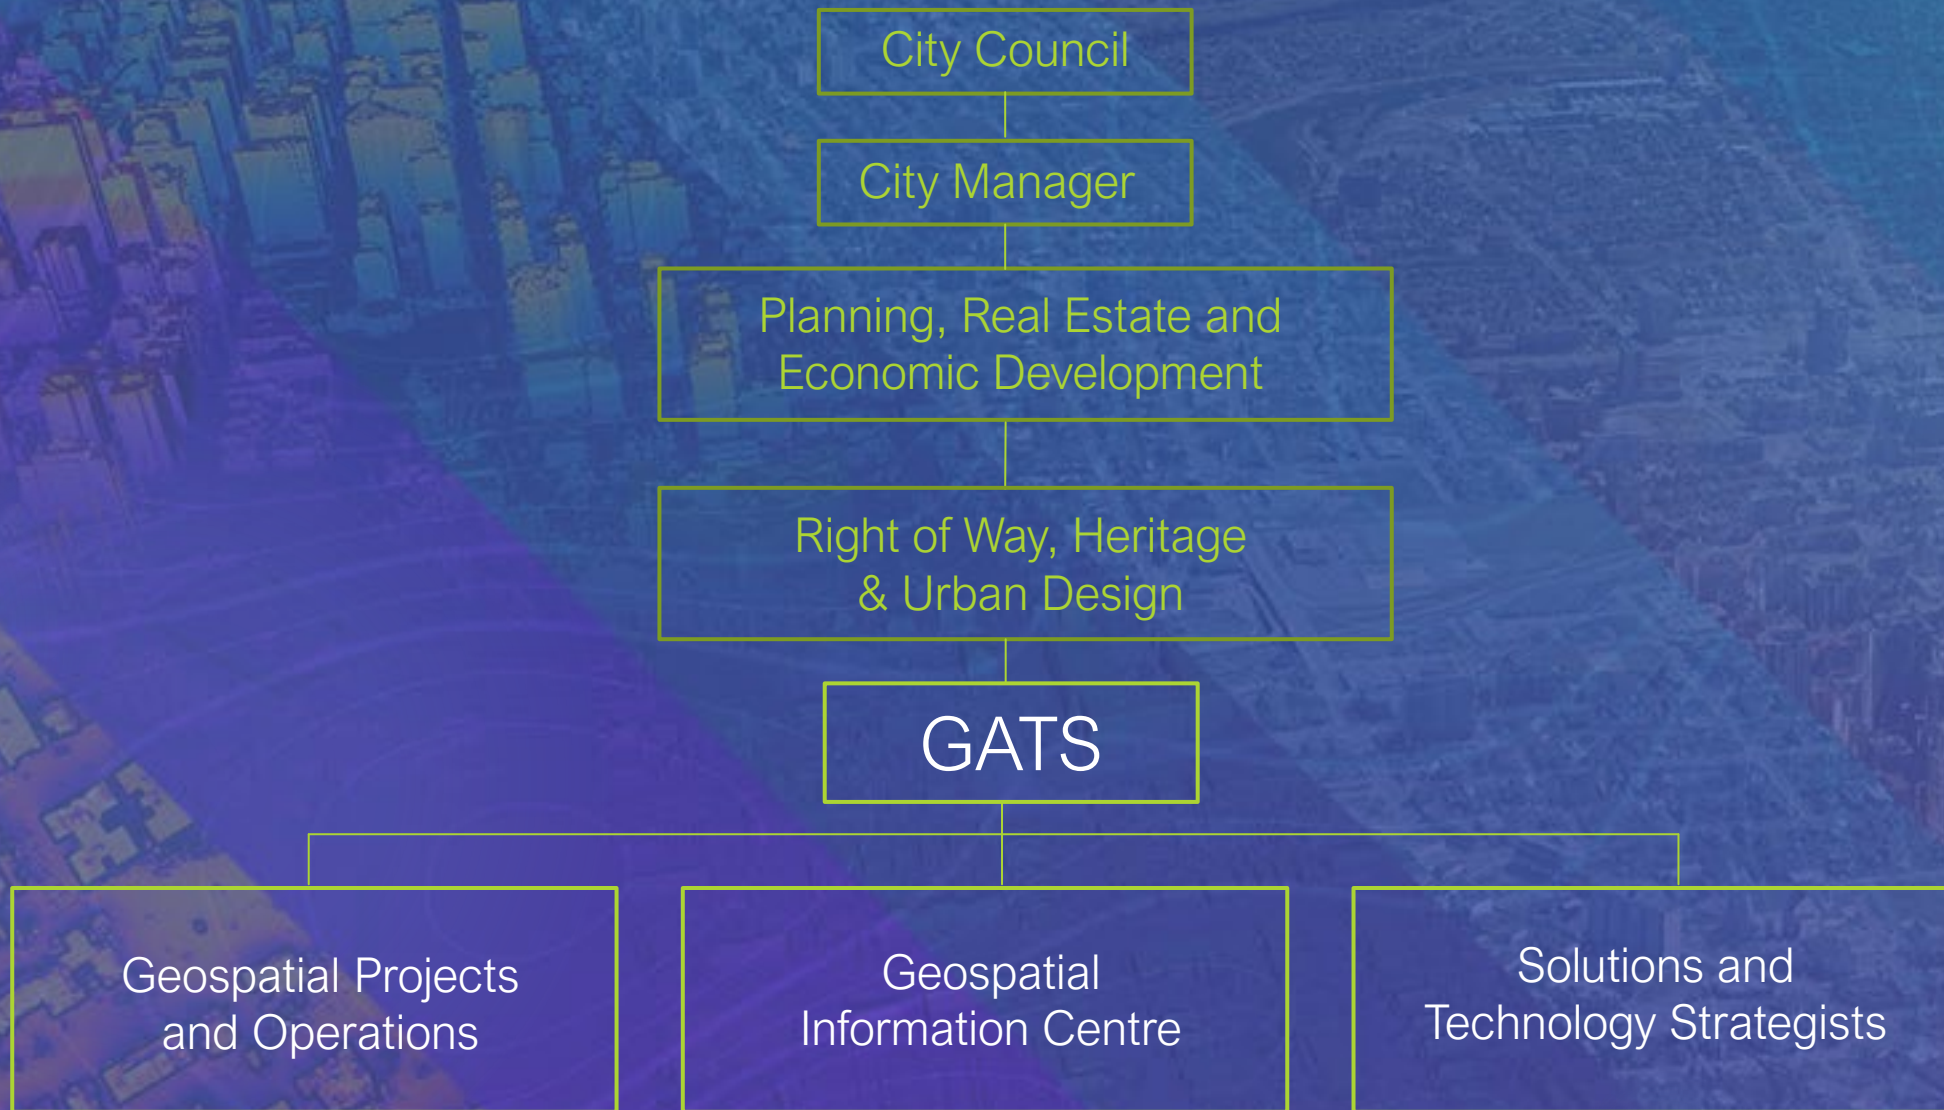 City Council
City Manager
Planning, Real Estate and
Economic Development
Right of Way, Heritage
& Urban Design
GATS
Geospatial Projects
and Operations
Geospatial
Information Centre
Solutions and
Technology Strategists